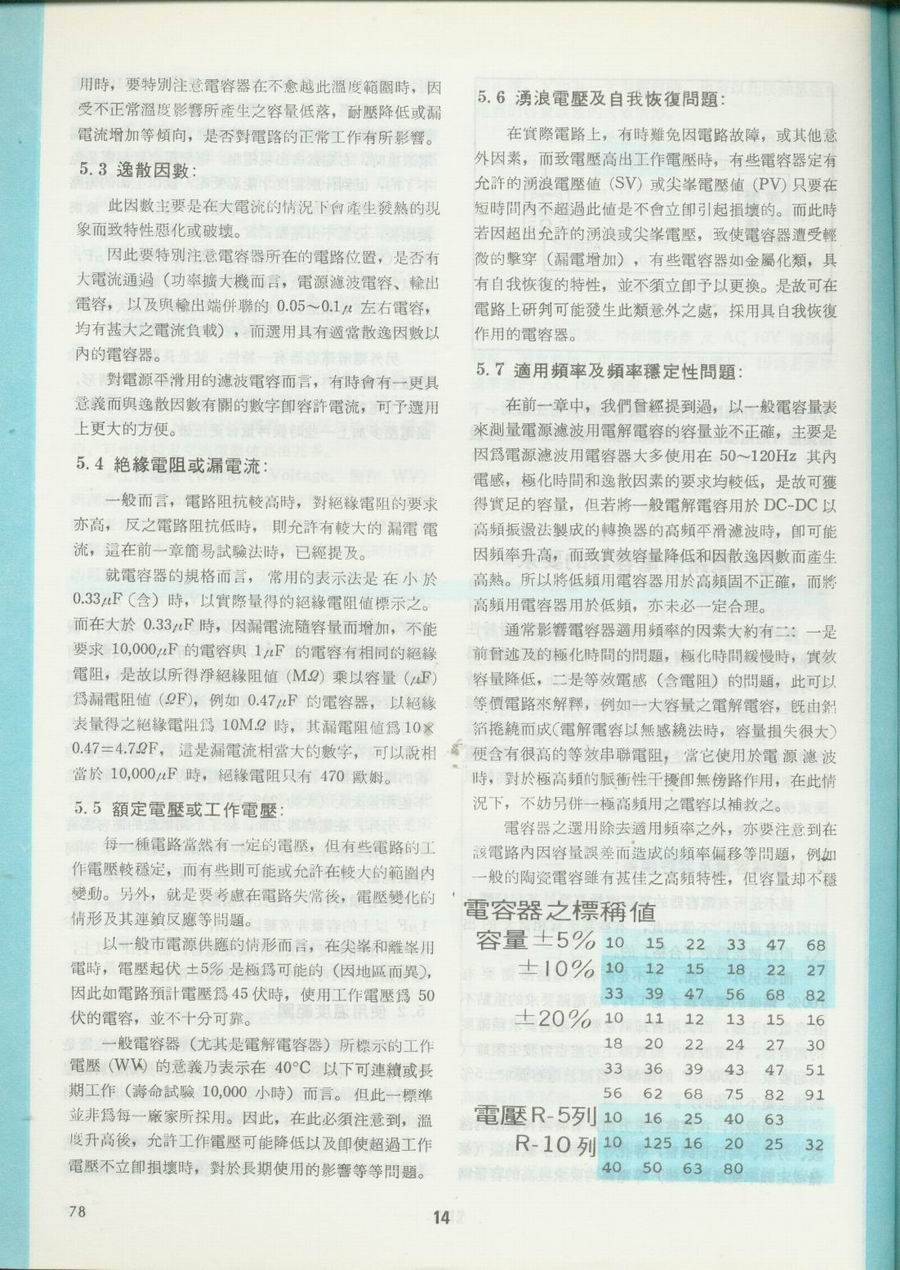 用時，要特別注意電容器在不愈越此溫度範圍時，因
受不正常溫度影響所產生之容量低落，耐壓降低或漏
電流增加等傾向，是否對電路的正常工作有所影響。
5.3 逸散因數：
此因數主要是在大電流的情況下會產生發熱的現
象而致特性惡化或破壞。
因此要特別注意電容器所在的電路位置，是否有
大電流通過（功率擴大機而言，電源濾波電容、輸出
電容，以及與輸出端併聯的 0.05～0.1μ 左右電容，
均有甚大之電流負載），而選用具有適當散逸因數以
內的電容器。
對電源平滑用的濾波電容而言，有時會有一更具
意義而與逸散因數有關的數字卽容許電流，可予選用
上更大的方便。
5.4 絕緣電阻或漏電流：
一般而言，電路阻抗較高時，對絕緣電阻的要求
亦高，反之電路阻抗低時，則允許有較大的漏電電
流，這在前一章簡易試驗法時，已經提及。
就電容器的規格而言，常用的表示法是在小於
0.33μF（含）時，以實際量得的絕緣電阻值標示之。
而在大於 0.33μF 時，因漏電流隨容量而增加，不能
要求 10,000μF 的電容與 1μF 的電容有相同的絕緣
電阻，是故以所得淨絕緣阻值 (MΩ) 乘以容量 (μF)
爲漏電阻值 (ΩF)，例如 0.47μF 的電容器，以絕緣
表量得之絕緣電阻爲 10MΩ 時，其漏電阻值爲10×
0.47=4.7ΩF，這是漏電流相當大的數字，可以說相
當於 10,000μF 時，絕緣電阻只有 470 歐姆。
5.5 額定電壓或工作電壓：
每一種電路當然有一定的電壓，但有些電路的工
作電壓較穩定，而有些則可能或允許在較大的範圍內
變動。另外，就是要考慮在電路失常後，電壓變化的
情形及其連鎖反應等問題。
以一般市電源供應的情形而言，在尖峯和離峯用
電時，電壓起伏 ±5% 是極爲可能的（因地區而異），
因此如電路預計電壓爲 45 伏時，使用工作電壓爲 50
伏的電容，並不十分可靠。
一般電容器（尤其是電解電容器）所標示的工作
電壓 (WV) 的意義乃表示在 40°C 以下可連續或長
期工作（壽命試驗 10,000 小時）而言。但此一標準
並非爲每一廠家所採用。因此，在此必須注意到，溫
度升高後，允許工作電壓可能降低以及卽使超過工作
電壓不立卽損壞時，對於長期使用的影響等等問題。
5.6 湧浪電壓及自我恢復問題：
在實際電路上，有時難免因電路故障，或其他意
外因素，而致電壓高出工作電壓時，有些電容器定有
允許的湧浪電壓値 (SV) 或尖峯電壓値 (PV) 只要在
短時間內不超過此値是不會立卽引起損壞的。而此時
若因超出允許的湧浪或尖峯電壓，致使電容器遭受輕
微的擊穿（漏電增加），有些電容器如金屬化類，具
有自我恢復的特性，並不須立卽予以更換。是故可在
電路上研判可能發生此類意外之處，採用具自我恢復
作用的電容器。
5.7 適用頻率及頻率穩定性問題：
在前一章中，我們曾經提到過，以一般電容量表
來測量電源濾波用電解電容的容量並不正確，主要是
因爲電源濾波用電容器大多使用在 50～120Hz 其內
電感，極化時間和逸散因素的要求均較低，是故可獲
得實足的容量，但若將一般電解電容用於 DC-DC 以
高頻振盪法製成的轉換器的高頻平滑濾波時，卽可能
因頻率升高，而致實效容量降低和因散逸因數而產生
高熱。所以將低頻用電容器用於高頻固不正確，而將
高頻用電容器用於低頻，亦未必一定合理。
通常影響電容器適用頻率的因素大約有二：一是
前曾述及的極化時間的問題，極化時間緩慢時，實效
容量降低，二是等效電感（含電阻）的問題，此可以
等價電路來解釋，例如一大容量之電解電容，旣由鋁
箔捲繞而成(電解電容以無感繞法時，容量損失很大)
便含有很高的等效串聯電阻，當它使用於電源濾波
時，對於極高頻的脈衝性干擾卽無傍路作用，在此情
況下，不妨另併一極高頻用之電容以補救之。
電容器之選用除去適用頻率之外，亦要注意到在
該電路內因容量誤差而造成的頻率偏移等問題，例如
一般的陶瓷電容雖有甚佳之高頻特性，但容量却不穩
電容器之標稱値
容量±5% 10 15 22 33 47 68
±10% 10 12 15 18 22 27
33 39 47 56 68 82
±20% 10 11 12 13 15 16
18 20 22 24 27 30
33 36 39 43 47 51
56 62 68 75 82 91
電壓R-5列 10 16 25 40 63
R-10列 10 125 16 20 25 32
40 50 63 80
78
14